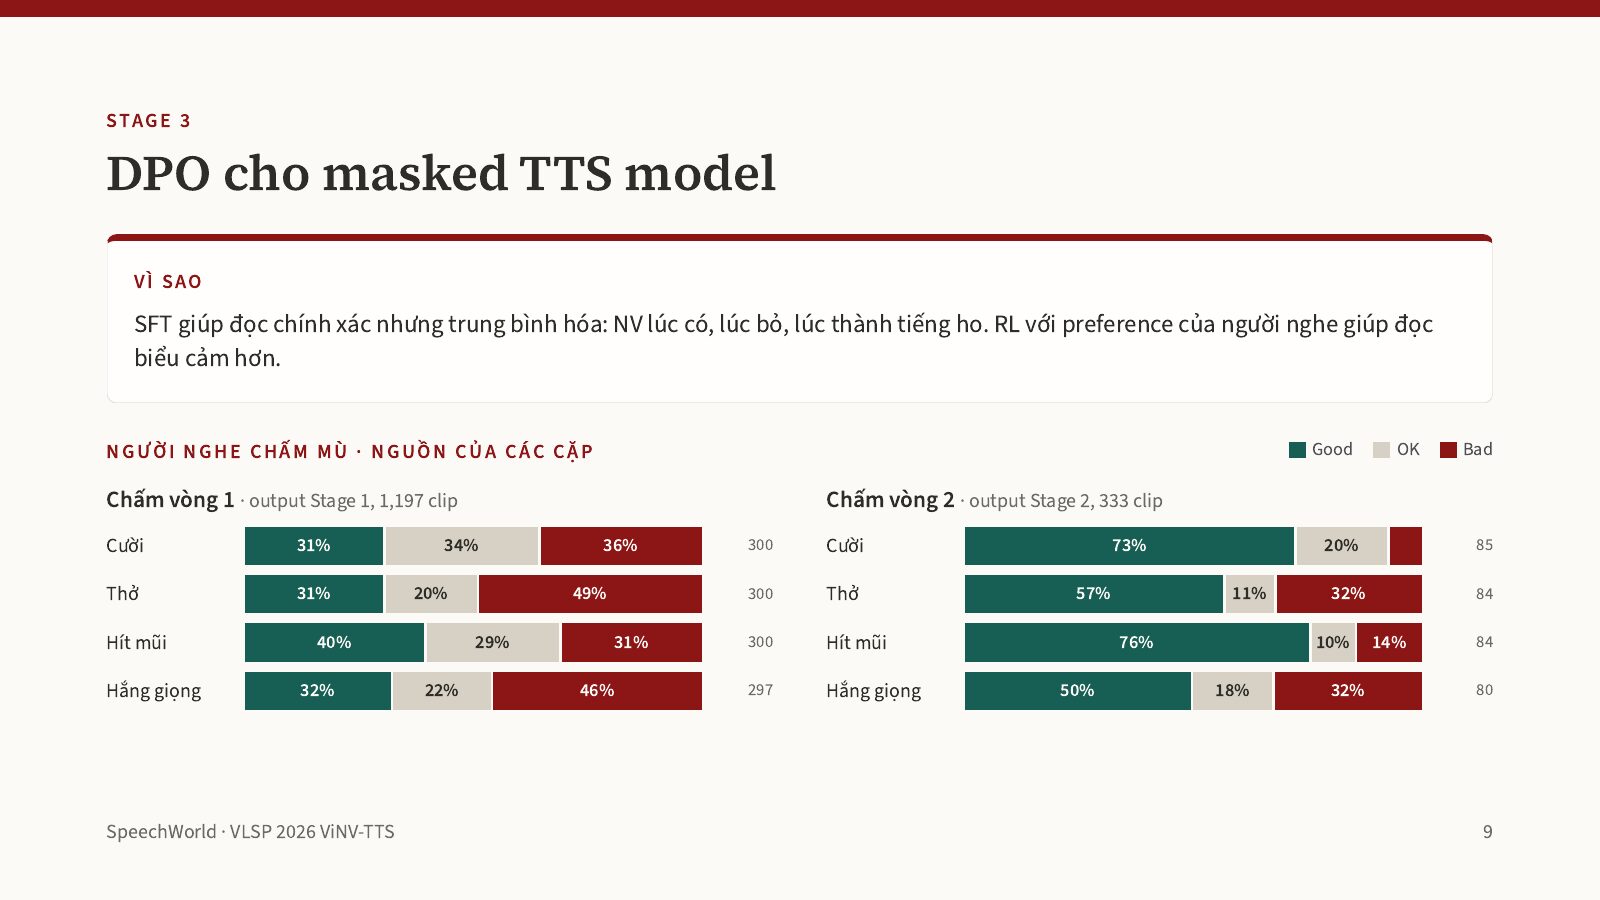 STAGE 3
DPO cho masked TTS model
VÌ SAO
SFT giúp đọc chính xác nhưng trung bình hóa: NV lúc có, lúc bỏ, lúc thành tiếng ho. RL với preference của người nghe giúp đọc
biểu cảm hơn.
NGƯỜI NGHE CHẤM MÙ · NGUỒN CỦA CÁC CẶP
Good OK Bad
Chấm vòng 1 · output Stage 1, 1,197 clip
Cười 31% 34% 36% 300
Thở 31% 20% 49% 300
Hít mũi 40% 29% 31% 300
Hắng giọng 32% 22% 46% 297
Chấm vòng 2 · output Stage 2, 333 clip
Cười 73% 20% 85
Thở 57% 11% 32% 84
Hít mũi 76% 10% 14% 84
Hắng giọng 50% 18% 32% 80
SpeechWorld · VLSP 2026 ViNV-TTS
9